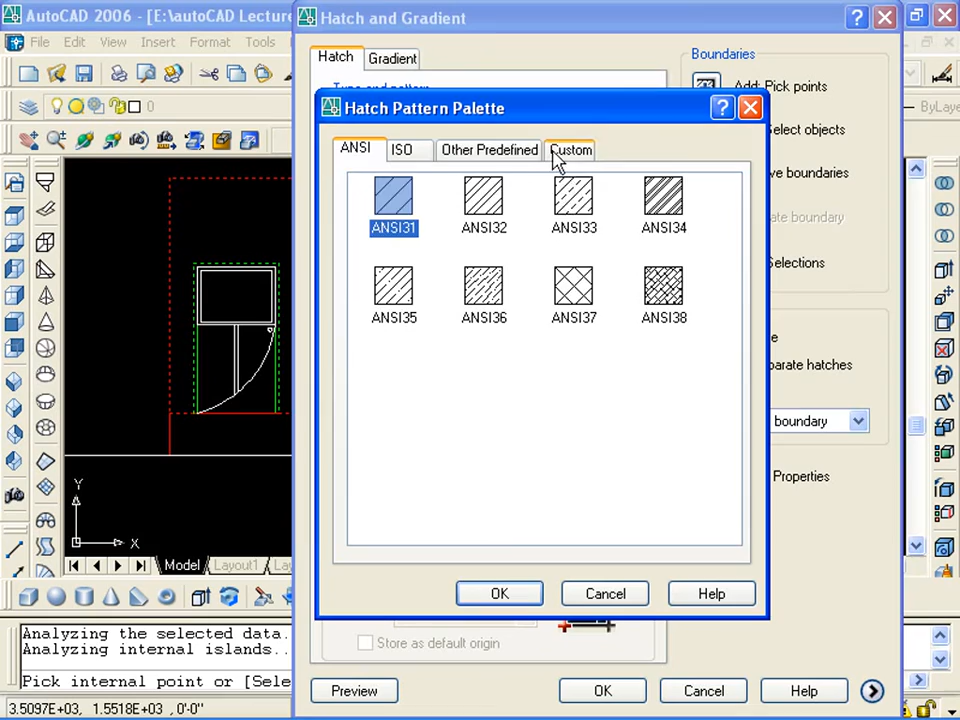 AutoCAD 2006 - [E:\autoCAD Lecture
Hatch and Gradient
File Edit View Insert Format Tools
Hatch Gradient
Boundaries
Add: Pick points
Hatch Pattern Palette
0
ByLaye
Select objects
ANSI ISO Other Predefined Custom
ve boundaries
ANSI31 ANSI32 ANSI33 ANSI34
te boundary
Selections
ANSI35 ANSI36 ANSI37 ANSI38
e
parate hatches
boundary
Properties
Y
X
Model Layout1 La
OK Cancel Help
Analyzing the selected data.
Analyzing internal islands..
Store as default origin
Pick internal point or [Sele
Preview OK Cancel Help
3.5097E+03, 1.5518E+03 ,0'-0"